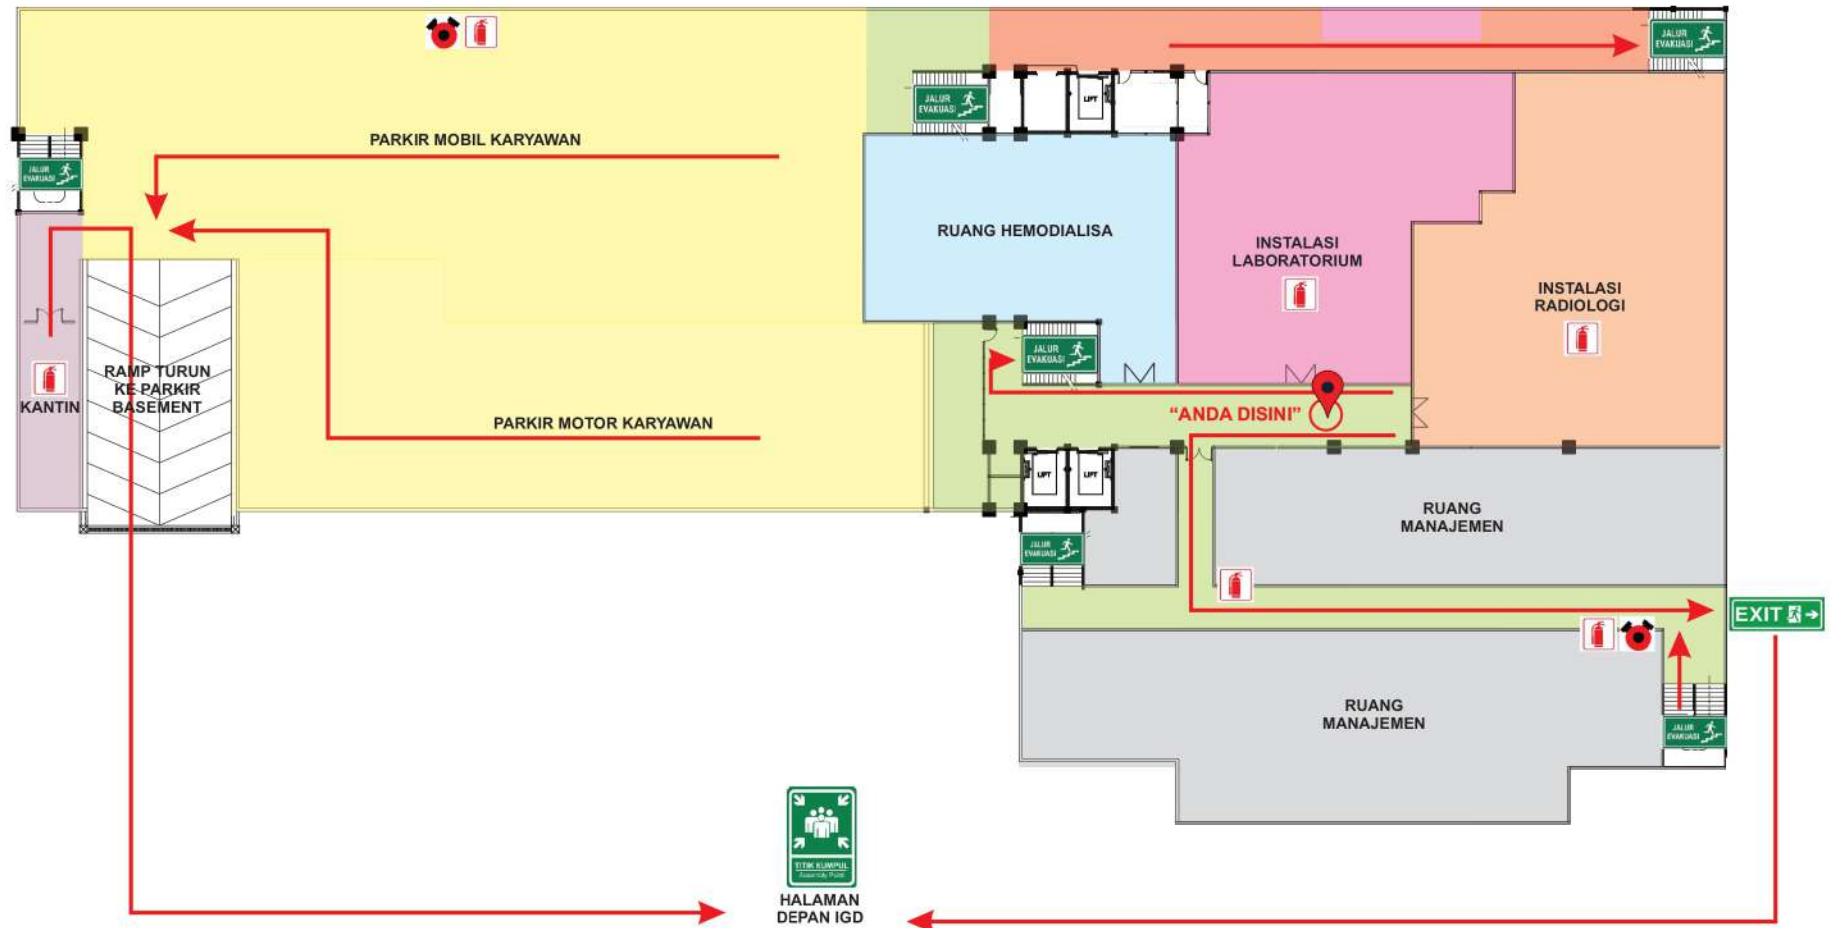 JALUR
EVAKUASI
JALUR
EVAKUASI
LIFT
PARKIR MOBIL KARYAWAN
JALUR
EVAKUASI
RUANG HEMODIALISA
INSTALASI
LABORATORIUM
INSTALASI
RADIOLOGI
JALUR
EVAKUASI
RAMP TURUN
KE PARKIR
BASEMENT
KANTIN
PARKIR MOTOR KARYAWAN
“ANDA DISINI”
LIFT
LIFT
RUANG
MANAJEMEN
JALUR
EVAKUASI
EXIT
RUANG
MANAJEMEN
JALUR
EVAKUASI
TITIK KUMPUL
Assembly Point
HALAMAN
DEPAN IGD